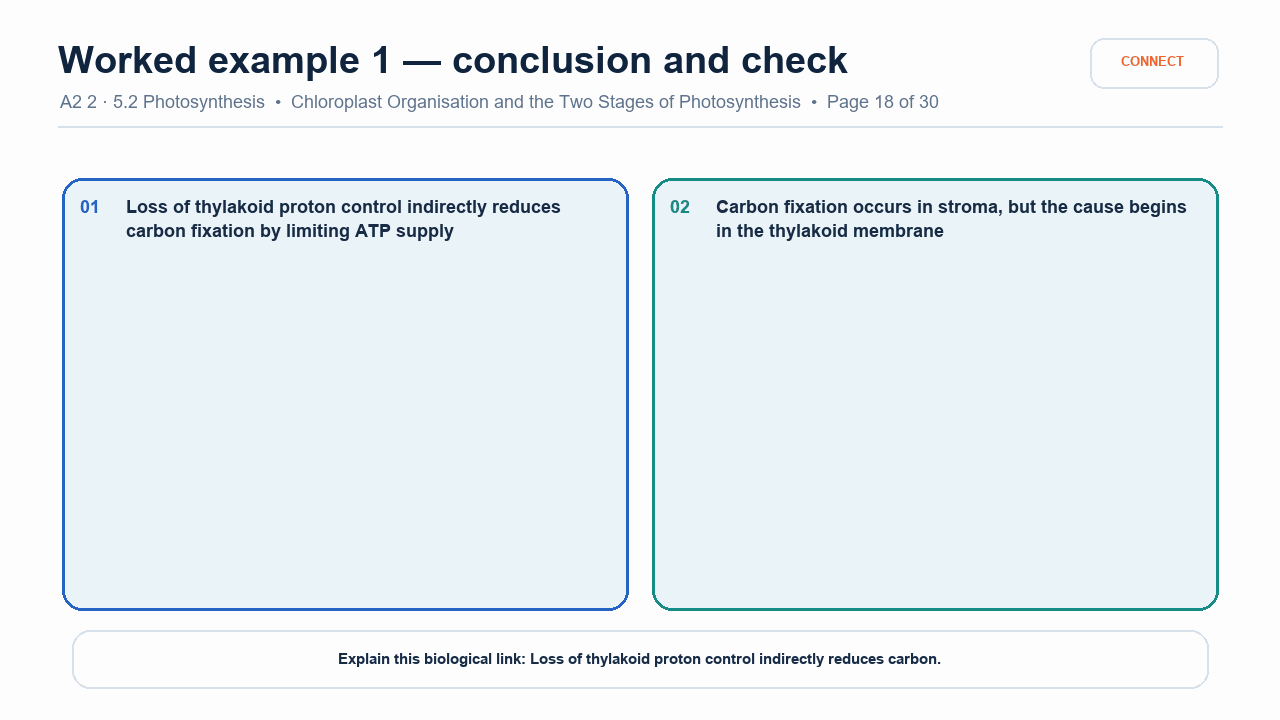 Worked example 1 — conclusion and check
CONNECT
A2 2 · 5.2 Photosynthesis • Chloroplast Organisation and the Two Stages of Photosynthesis • Page 18 of 30
01 Loss of thylakoid proton control indirectly reduces
carbon fixation by limiting ATP supply
02 Carbon fixation occurs in stroma, but the cause begins
in the thylakoid membrane
Explain this biological link: Loss of thylakoid proton control indirectly reduces carbon.